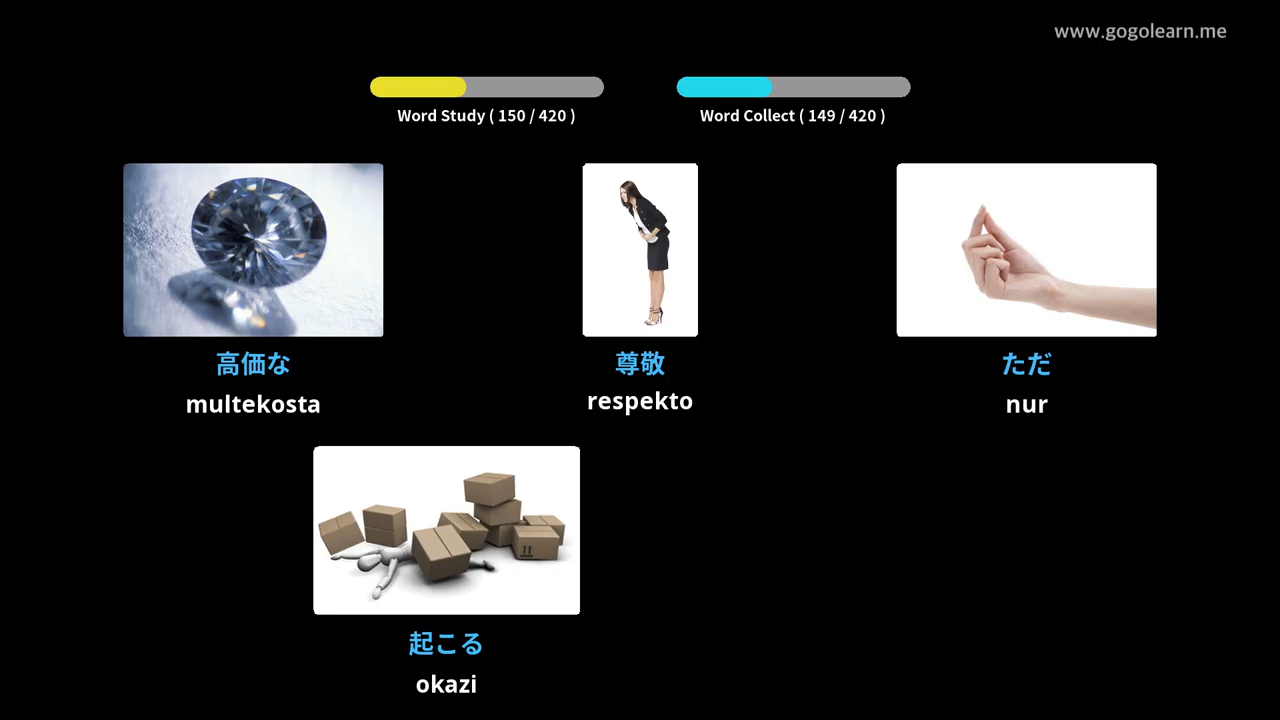 www.gogolearn.me
Word Study ( 150 / 420 )
Word Collect ( 149 / 420 )
高価な
multekosta
尊敬
respekto
ただ
nur
起こる
okazi